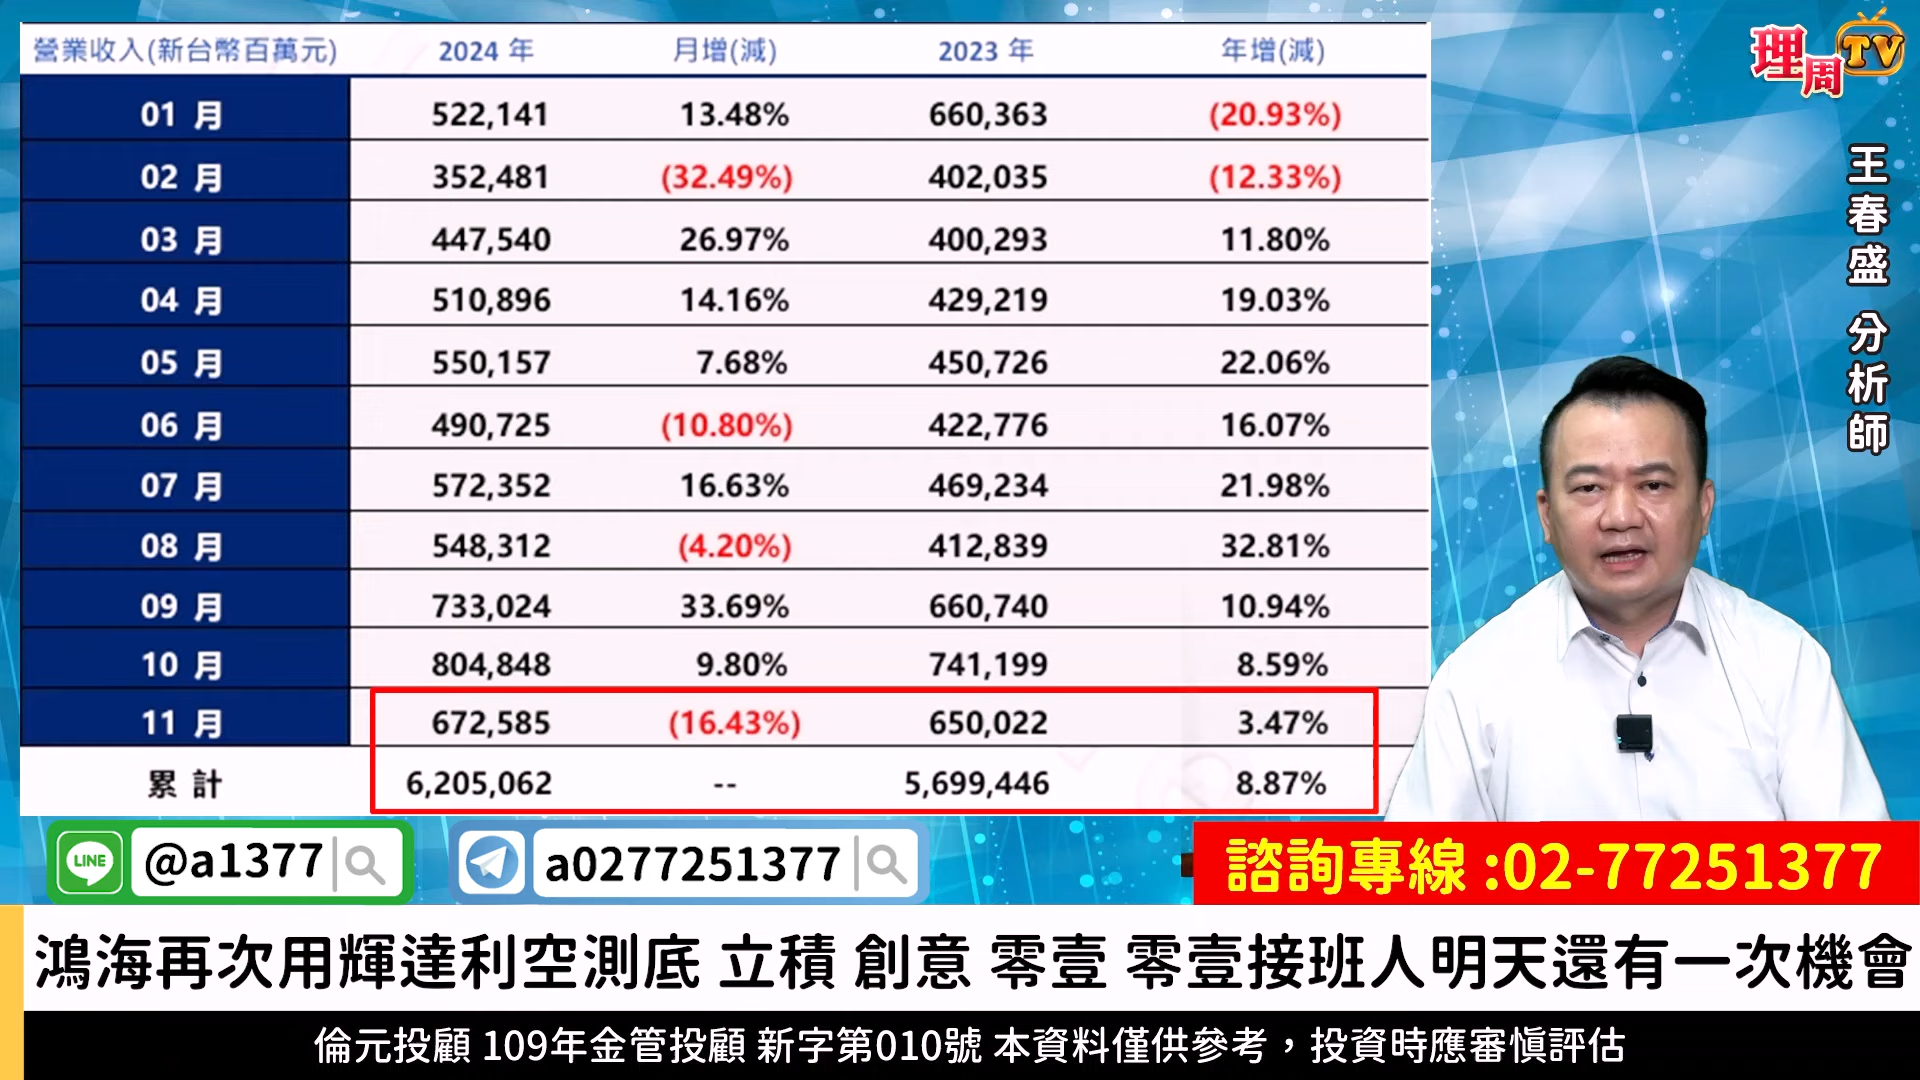 營業收入(新台幣百萬元) 2024 年 月增(減) 2023 年 年增(減)
01 月 522,141 13.48% 660,363 (20.93%)
02 月 352,481 (32.49%) 402,035 (12.33%)
03 月 447,540 26.97% 400,293 11.80%
04 月 510,896 14.16% 429,219 19.03%
05 月 550,157 7.68% 450,726 22.06%
06 月 490,725 (10.80%) 422,776 16.07%
07 月 572,352 16.63% 469,234 21.98%
08 月 548,312 (4.20%) 412,839 32.81%
09 月 733,024 33.69% 660,740 10.94%
10 月 804,848 9.80% 741,199 8.59%
11 月 672,585 (16.43%) 650,022 3.47%
累 計 6,205,062 -- 5,699,446 8.87%
理周TV
王春盛 分析師
LINE @a1377
a0277251377
諮詢專線:02-77251377
鴻海再次用輝達利空測底 立積 創意 零壹 零壹接班人明天還有一次機會
倫元投顧 109年金管投顧 新字第010號 本資料僅供參考，投資時應審慎評估